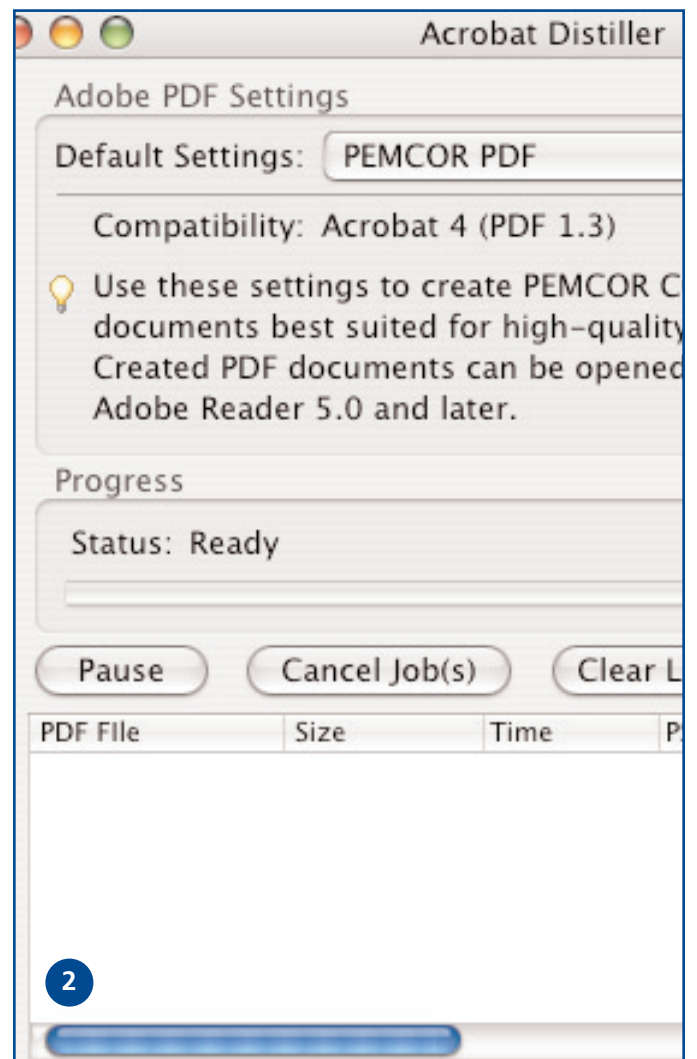 Acrobat Distiller
Adobe PDF Settings
Default Settings: PEMCOR PDF
Compatibility: Acrobat 4 (PDF 1.3)
Use these settings to create PEMCOR C
documents best suited for high-quality
Created PDF documents can be opened
Adobe Reader 5.0 and later.
Progress
Status: Ready
Pause Cancel Job(s) Clear L
PDF FIle Size Time P
2